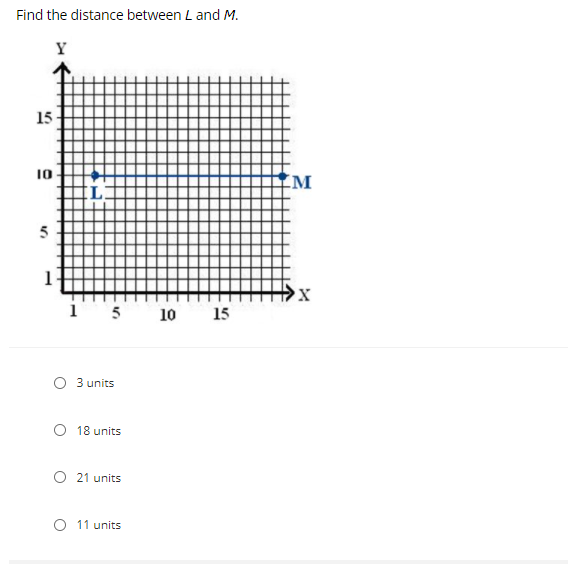 Find the distance between L and M.
Y
15
10
L
M
5
1
X
1 5 10 15
3 units
18 units
21 units
11 units